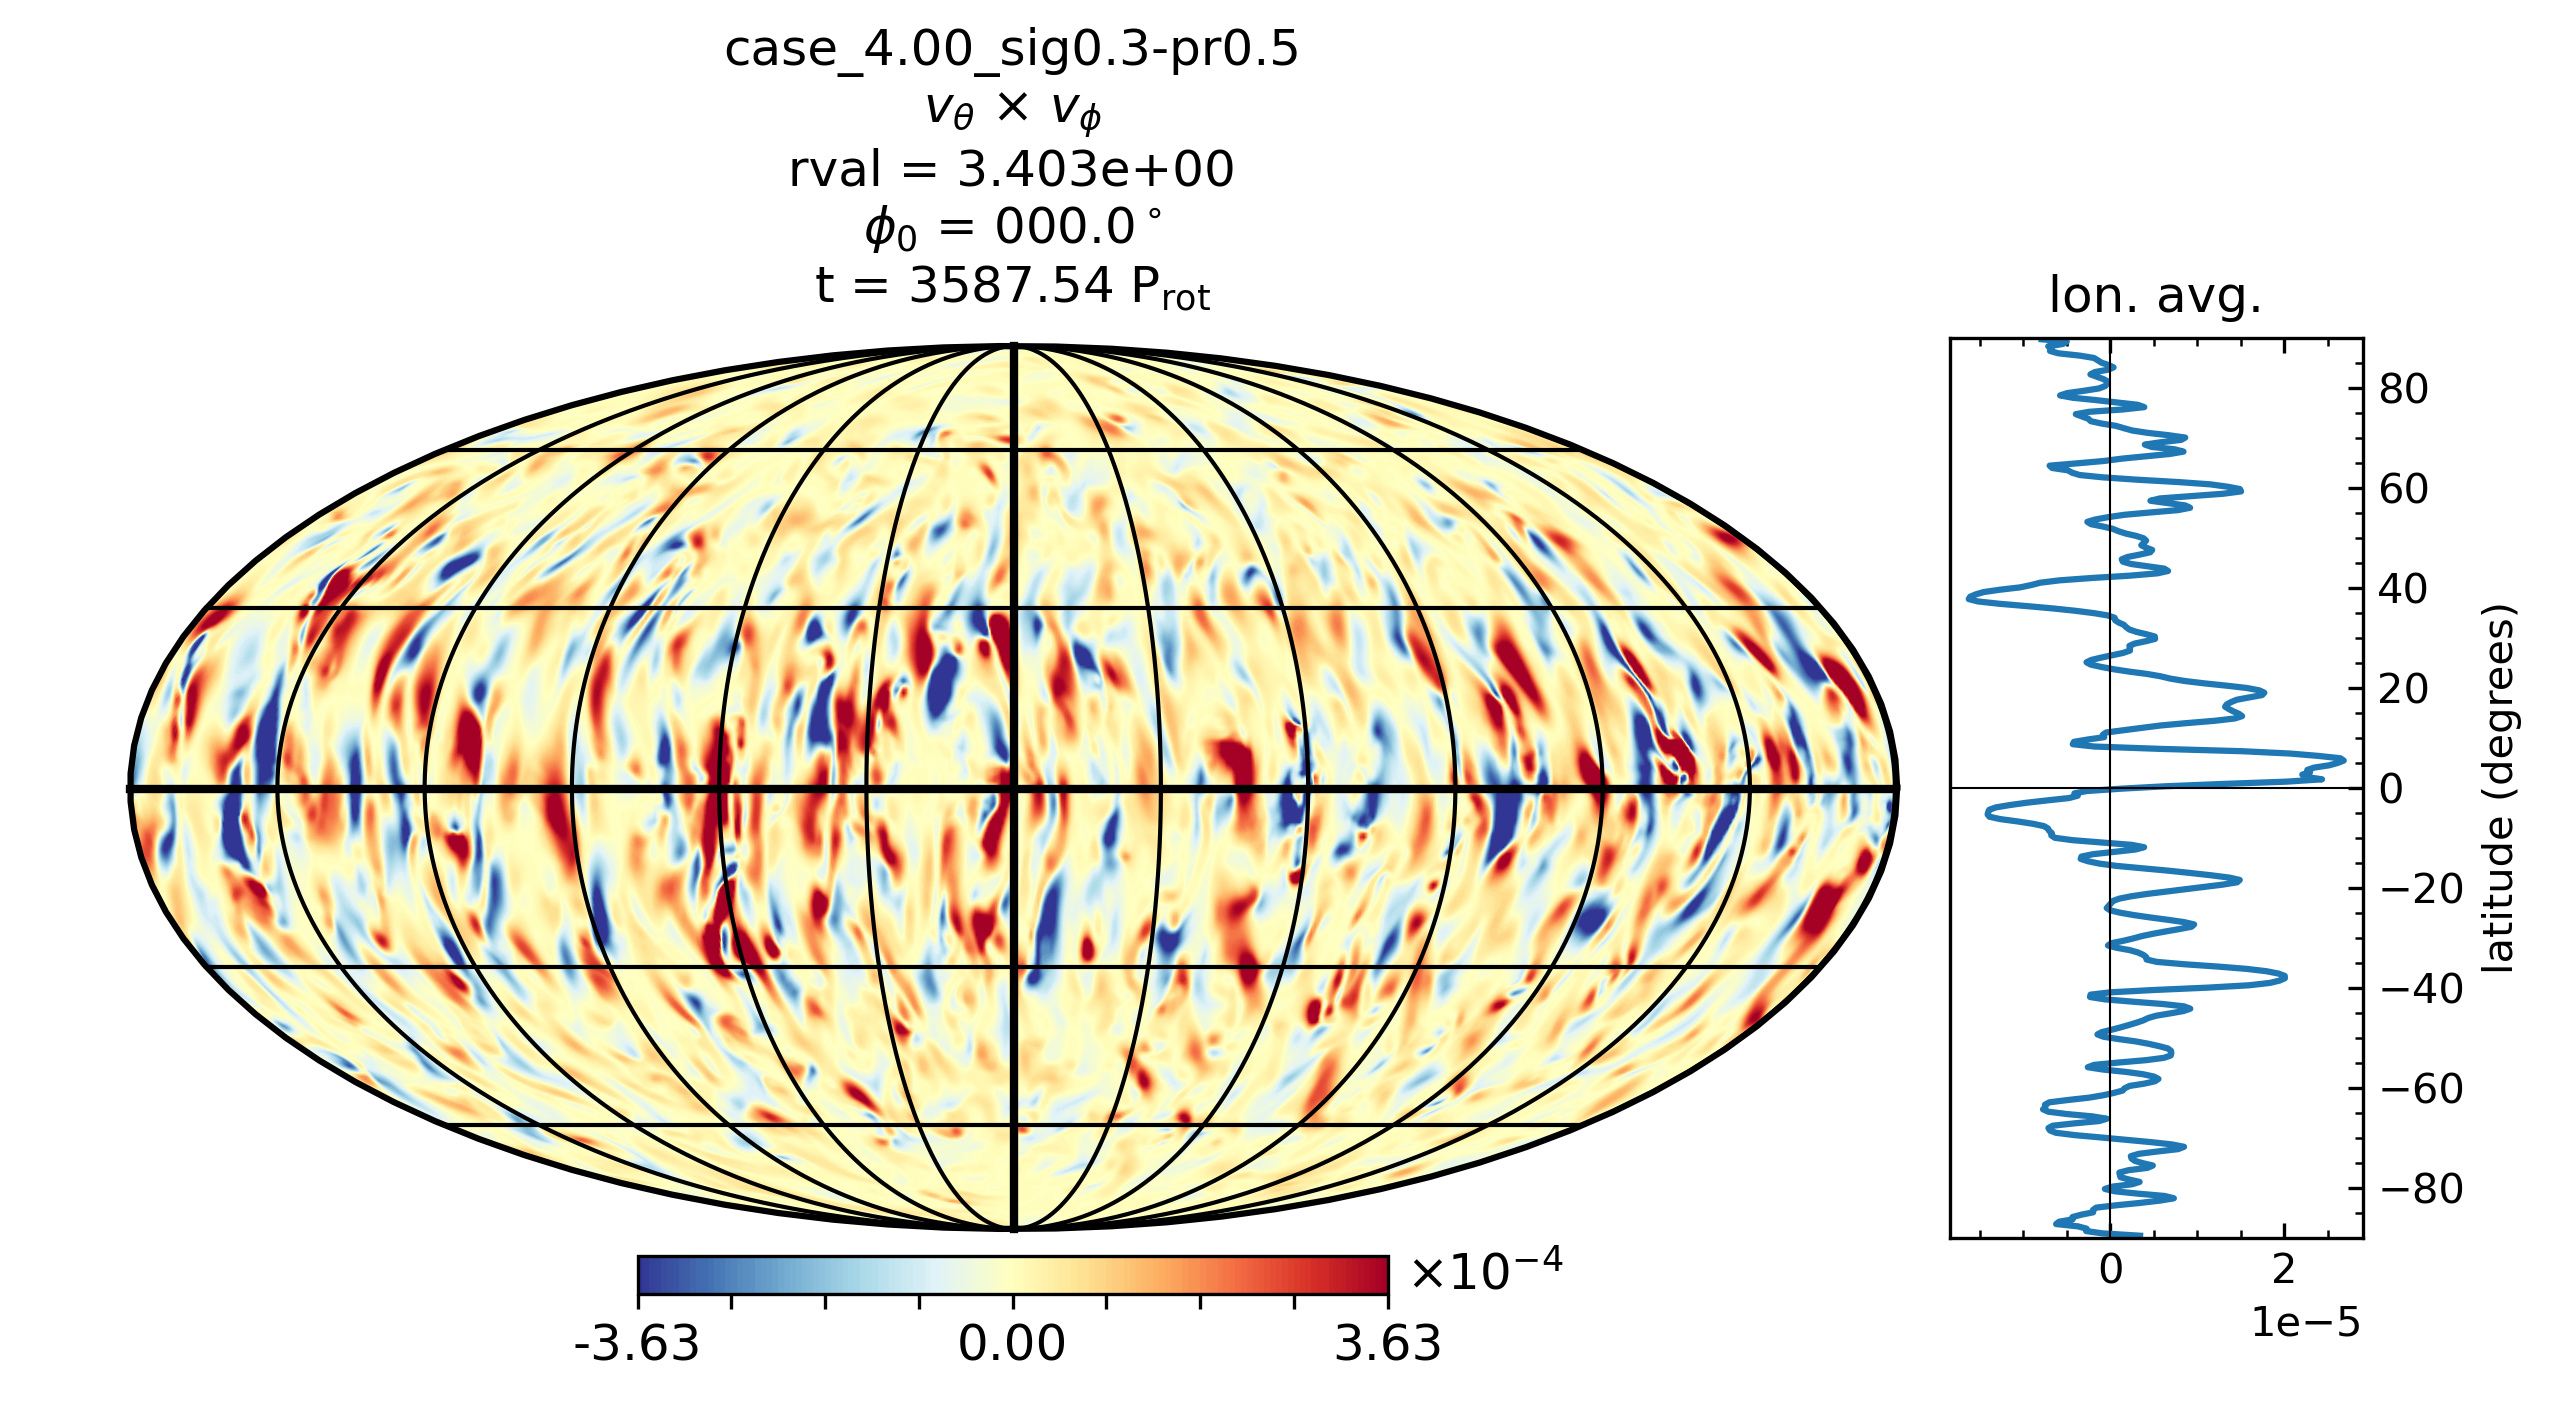 case_4.00_sig0.3-pr0.5
v_θ × v_ϕ
rval = 3.403e+00
ϕ_0 = 000.0°
t = 3587.54 P_rot
lon. avg.
80
60
40
20
0
−20
−40
−60
−80
latitude (degrees)
0 2
1e−5
×10^−4
-3.63 0.00 3.63